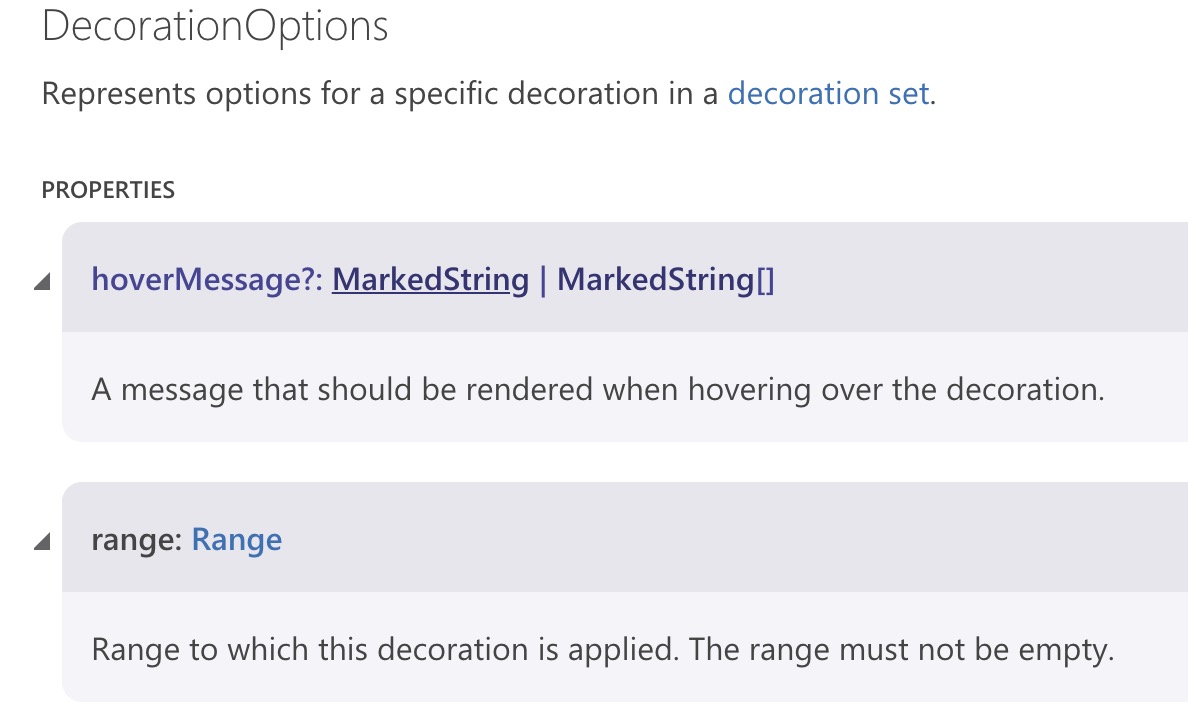 DecorationOptions
Represents options for a specific decoration in a decoration set.
PROPERTIES
hoverMessage?: MarkedString | MarkedString[]
A message that should be rendered when hovering over the decoration.
range: Range
Range to which this decoration is applied. The range must not be empty.